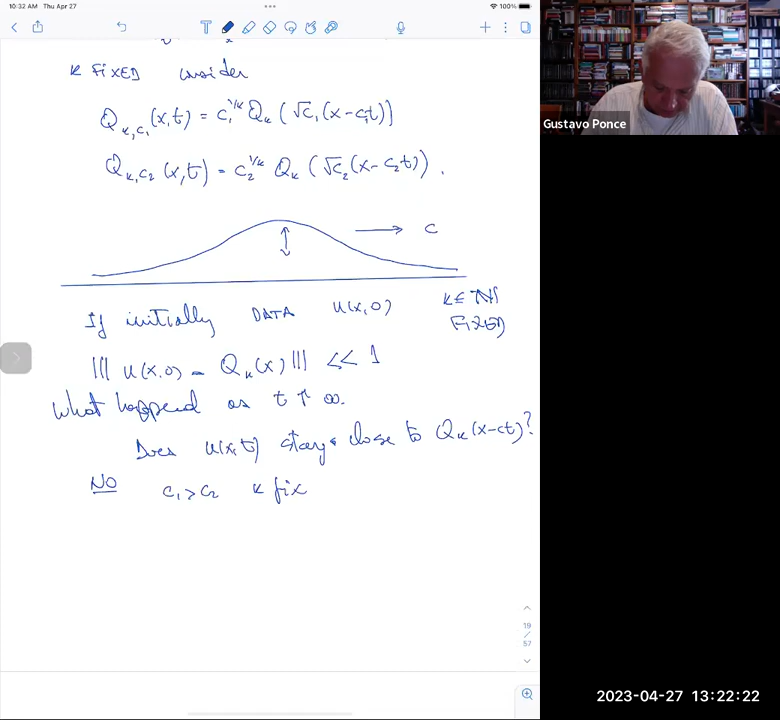 10:32 AM Thu Apr 27
100%
k FIXED consider
Q_{k,c_1}(x,t) = c_1^{1/k} Q_k (√c_1 (x-c_1t))
Q_{k,c_2}(x,t) = c_2^{1/k} Q_k (√c_2 (x-c_2t)).
c
If initially DATA u(x,0) k∈ℕ FIXED
||| u(x,0) - Q_k(x) ||| << 1
What happend as t↑∞.
Does u(x,t) stays close to Q_k(x-ct)?
NO c_1>c_2 k fix
19/57
Gustavo Ponce
2023-04-27 13:22:22